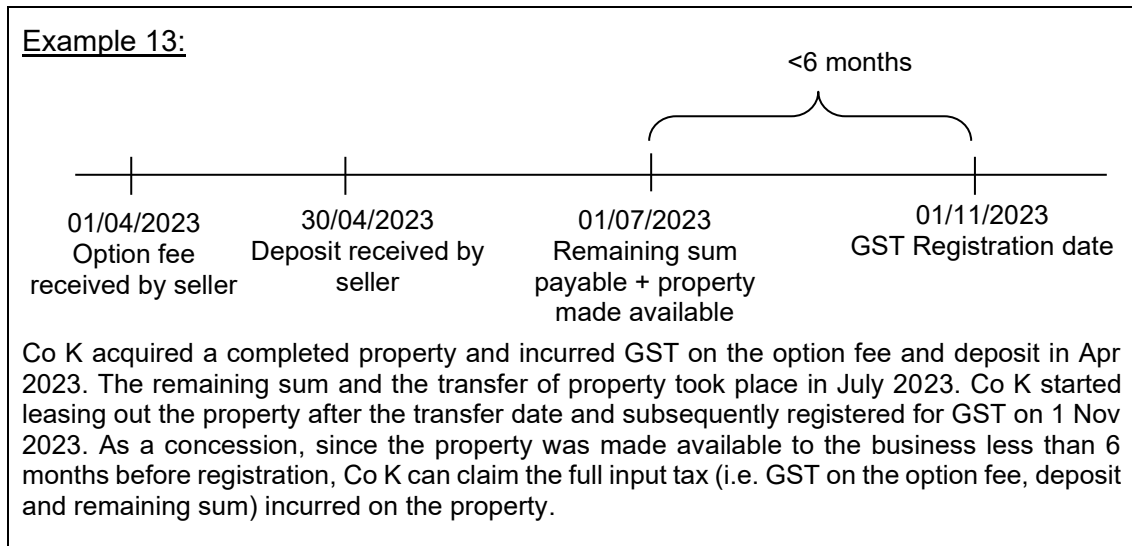 Example 13:
<6 months
01/04/2023
Option fee
received by seller
30/04/2023
Deposit received by
seller
01/07/2023
Remaining sum
payable + property
made available
01/11/2023
GST Registration date
Co K acquired a completed property and incurred GST on the option fee and deposit in Apr
2023. The remaining sum and the transfer of property took place in July 2023. Co K started
leasing out the property after the transfer date and subsequently registered for GST on 1 Nov
2023. As a concession, since the property was made available to the business less than 6
months before registration, Co K can claim the full input tax (i.e. GST on the option fee, deposit
and remaining sum) incurred on the property.